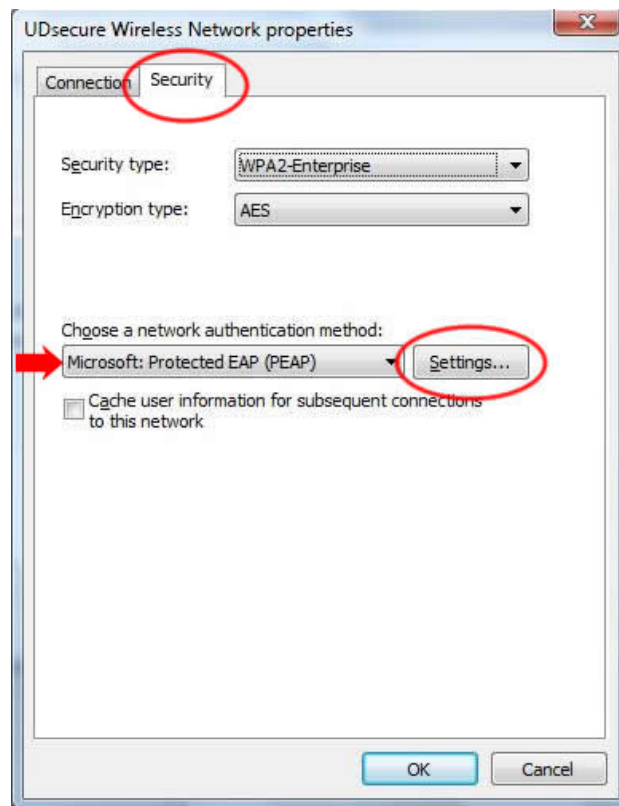 UDsecure Wireless Network properties
Connection
Security
Security type:
WPA2-Enterprise
Encryption type:
AES
Choose a network authentication method:
Microsoft: Protected EAP (PEAP)
Settings...
Cache user information for subsequent connections
to this network
OK
Cancel